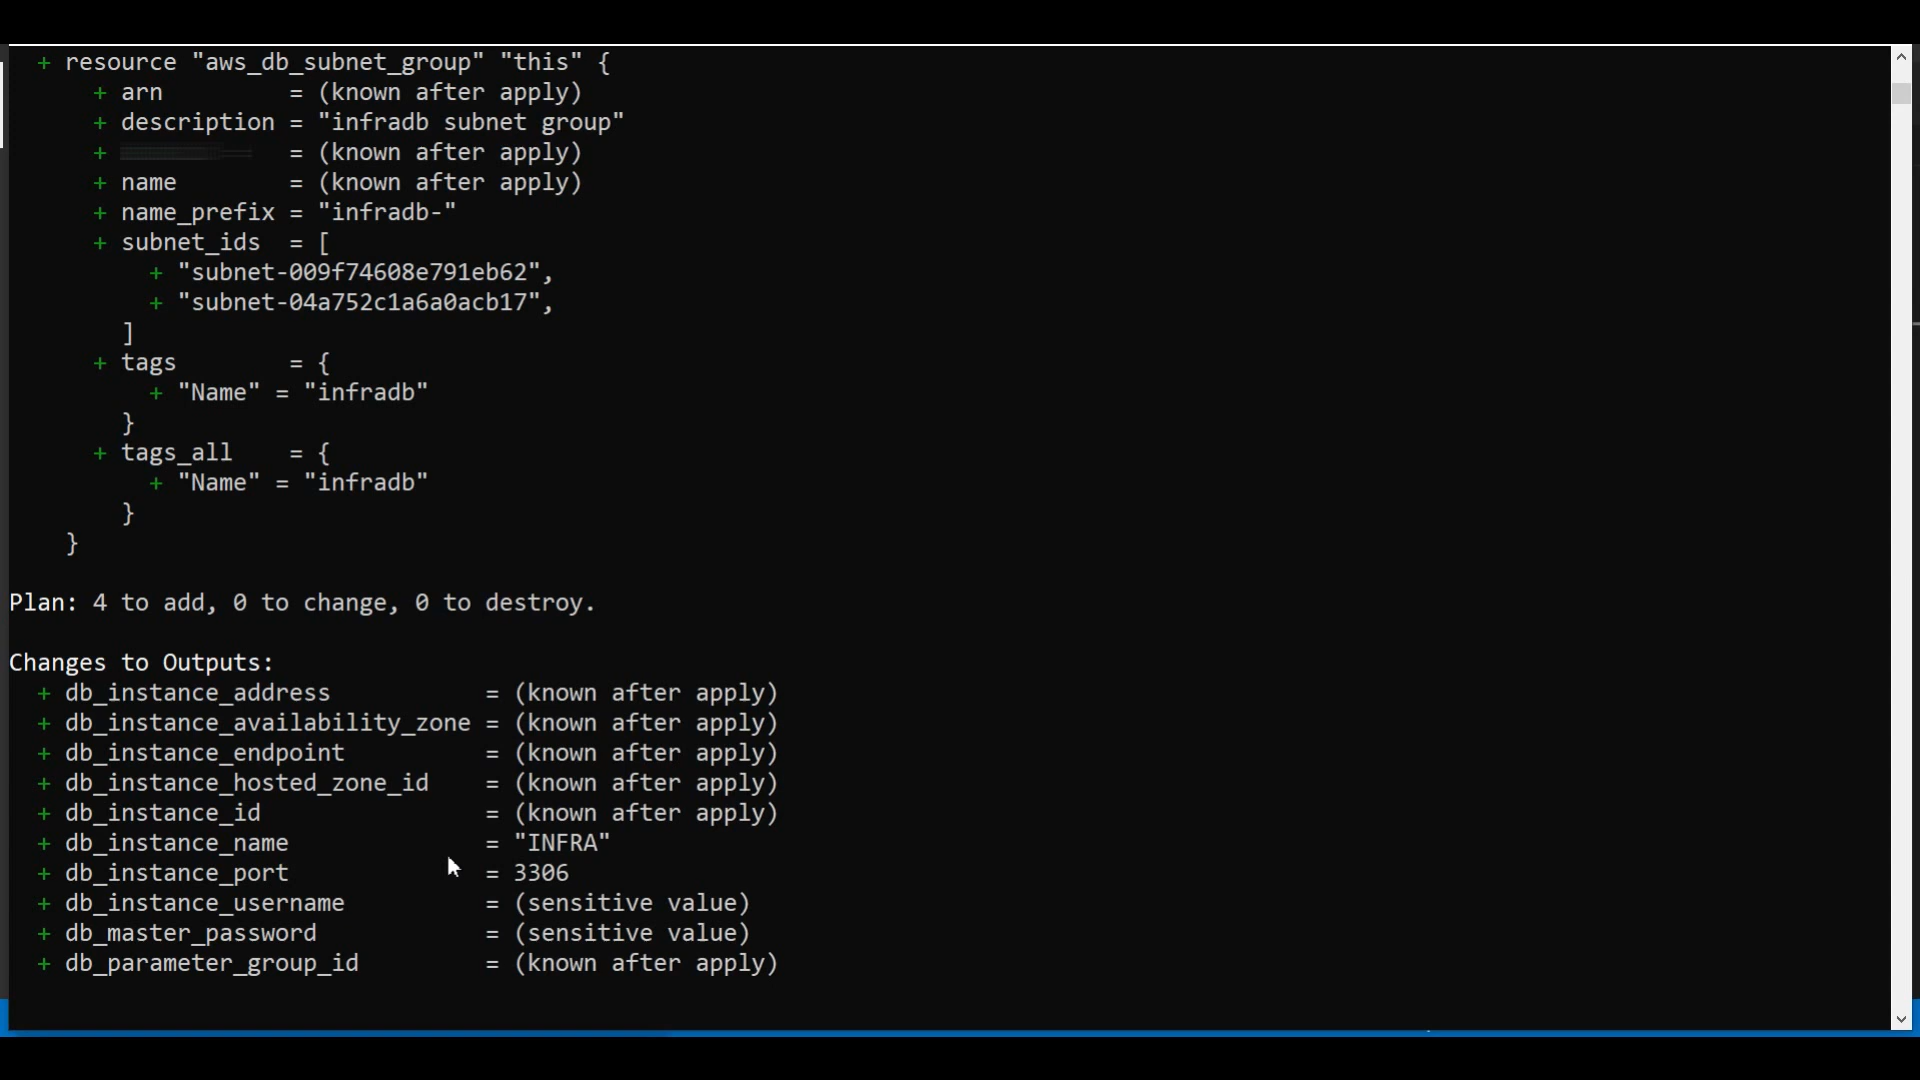 + resource "aws_db_subnet_group" "this" {
+ arn = (known after apply)
+ description = "infradb subnet group"
+ = (known after apply)
+ name = (known after apply)
+ name_prefix = "infradb-"
+ subnet_ids = [
+ "subnet-009f74608e791eb62",
+ "subnet-04a752c1a6a0acb17",
]
+ tags = {
+ "Name" = "infradb"
}
+ tags_all = {
+ "Name" = "infradb"
}
}
Plan: 4 to add, 0 to change, 0 to destroy.
Changes to Outputs:
+ db_instance_address = (known after apply)
+ db_instance_availability_zone = (known after apply)
+ db_instance_endpoint = (known after apply)
+ db_instance_hosted_zone_id = (known after apply)
+ db_instance_id = (known after apply)
+ db_instance_name = "INFRA"
+ db_instance_port = 3306
+ db_instance_username = (sensitive value)
+ db_master_password = (sensitive value)
+ db_parameter_group_id = (known after apply)